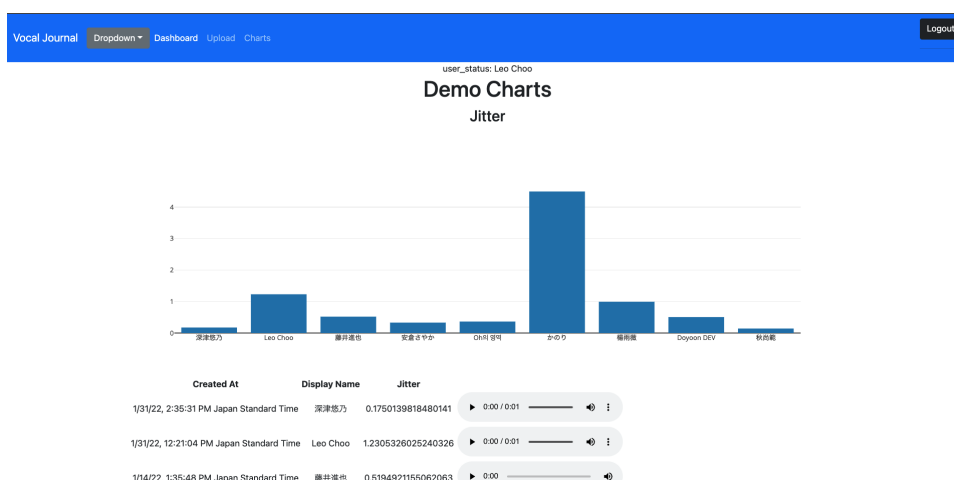 Vocal Journal Dropdown Dashboard Upload Charts Logout
user_status: Leo Choo
Demo Charts
Jitter
4
3
2
1
0
深津悠乃 Leo Choo 藤井進也 安倉さやか Oh의 영억 かのり 楊雨薇 Doyoon DEV 秋尚範
Created At Display Name Jitter
1/31/22, 2:35:31 PM Japan Standard Time 深津悠乃 0.1750139818480141 0:00 / 0:01
1/31/22, 12:21:04 PM Japan Standard Time Leo Choo 1.2305326025240326 0:00 / 0:01
1/14/22, 1:35:48 PM Japan Standard Time 藤井進也 0.5194921155062063 0:00